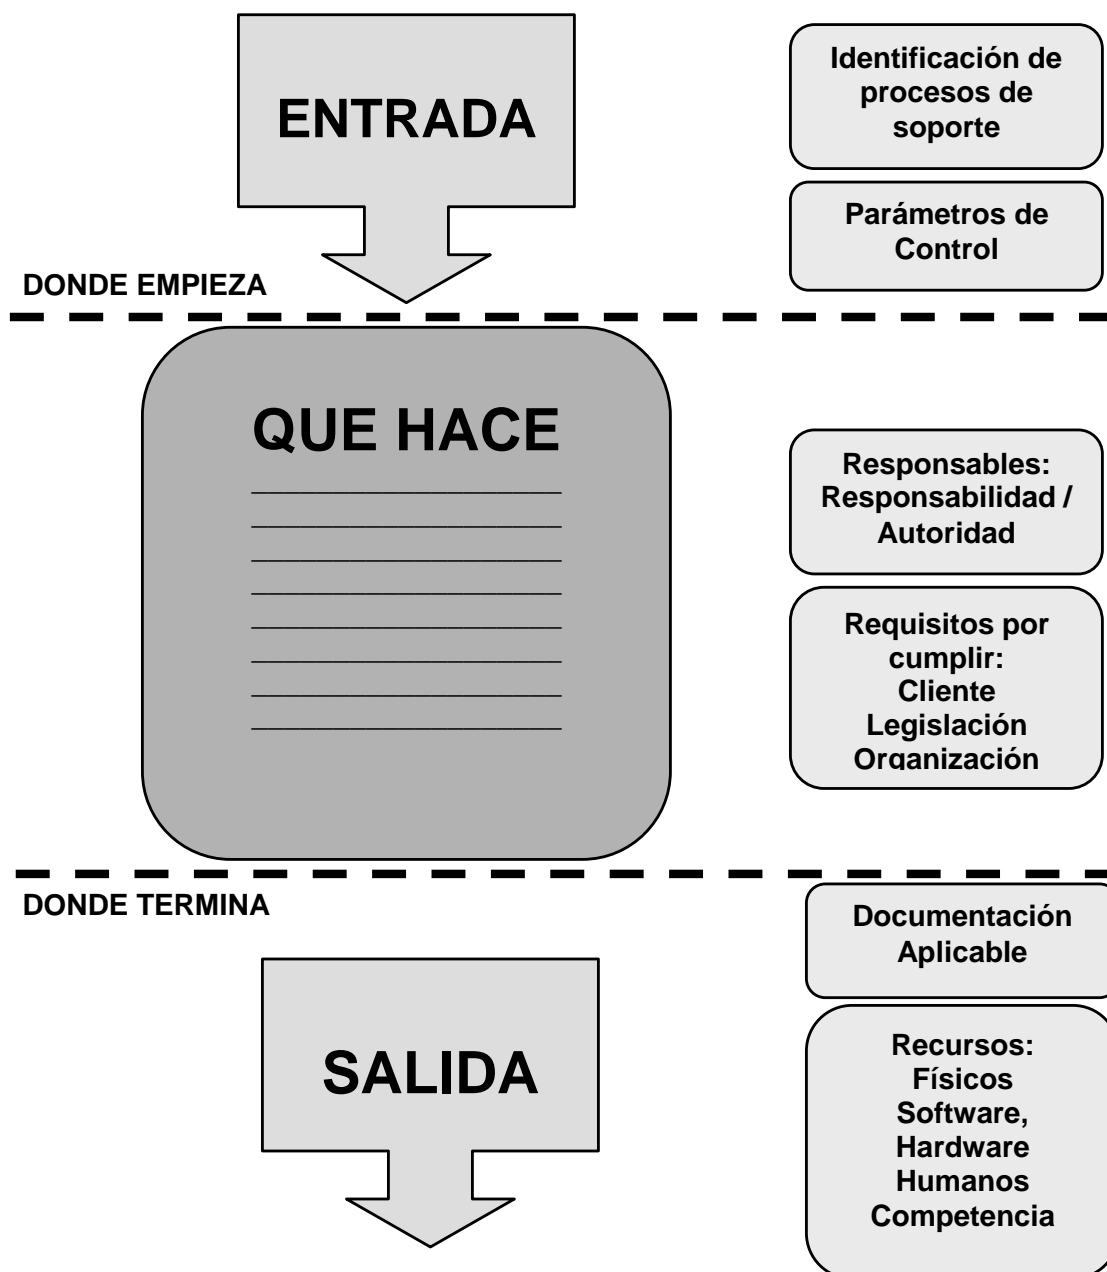 ENTRADA
Identificación de
procesos de
soporte
Parámetros de
Control
DONDE EMPIEZA
QUE HACE
Responsables:
Responsabilidad /
Autoridad
Requisitos por
cumplir:
Cliente
Legislación
Organización
DONDE TERMINA
Documentación
Aplicable
SALIDA
Recursos:
Físicos
Software,
Hardware
Humanos
Competencia